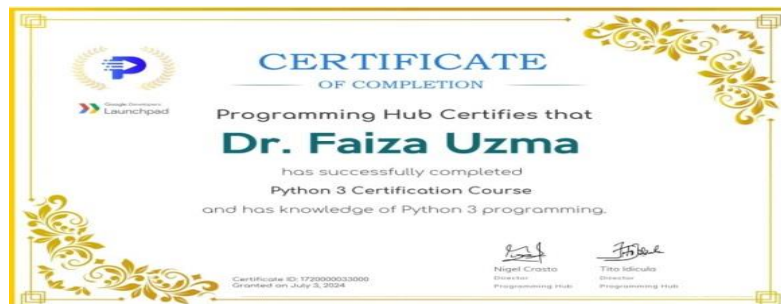 CERTIFICATE
OF COMPLETION
Google Developers
Launchpad
Programming Hub Certifies that
Dr. Faiza Uzma
has successfully completed
Python 3 Certification Course
and has knowledge of Python 3 programming.
Nigel Crasto
Director
Programming Hub
Tito Idicula
Director
Programming Hub
Certificate ID: 1720000033000
Granted on July 3, 2024